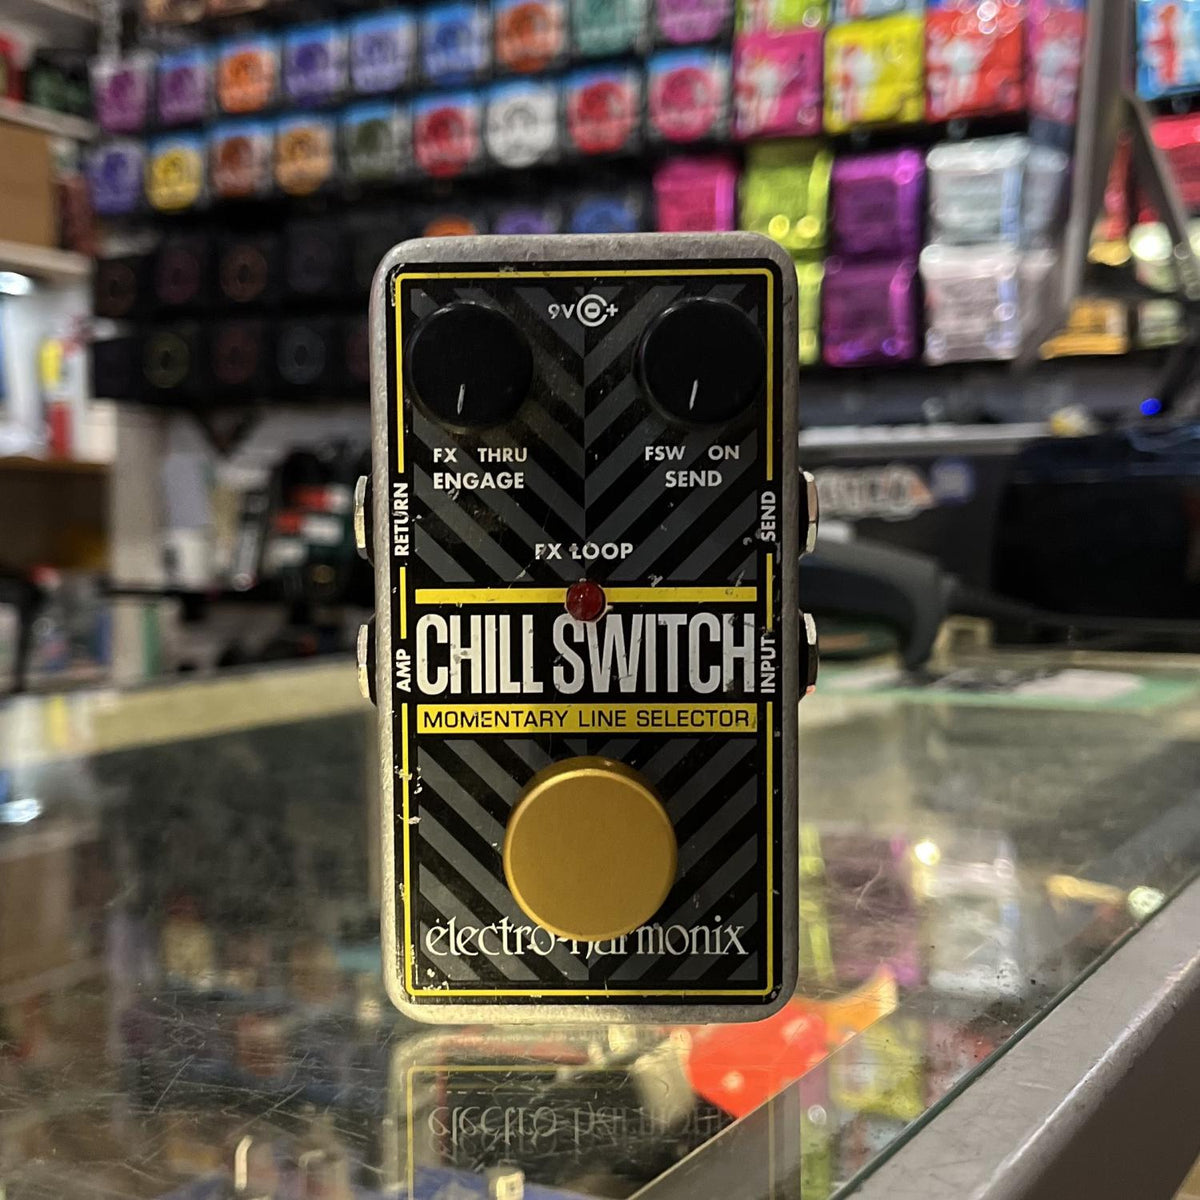 9V
+
FX THRU
ENGAGE
FSW ON
SEND
RETURN
SEND
FX LOOP
CHILL SWITCH
AMP
INPUT
MOMENTARY LINE SELECTOR
electro-harmonix